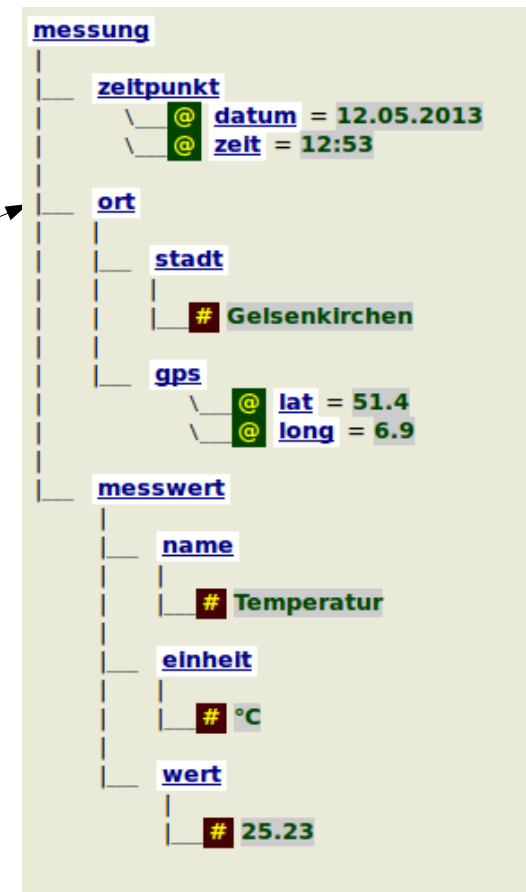 messung
zeitpunkt
@ datum = 12.05.2013
@ zeit = 12:53
ort
stadt
# Gelsenkirchen
gps
@ lat = 51.4
@ long = 6.9
messwert
name
# Temperatur
einheit
# °C
wert
# 25.23